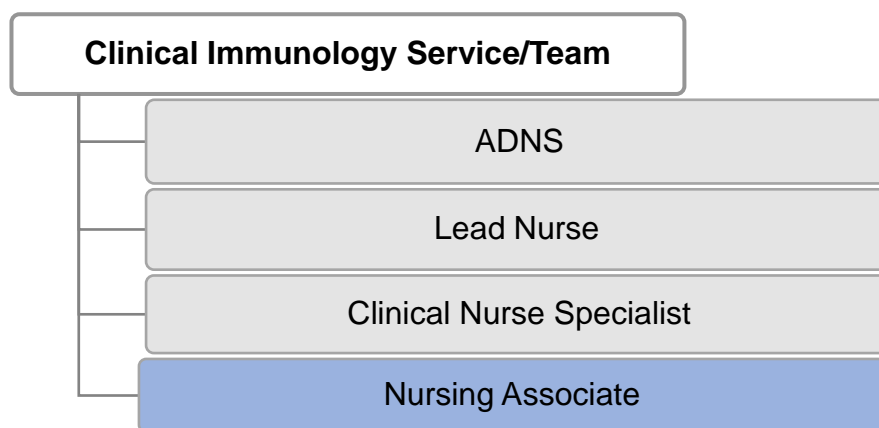 Clinical Immunology Service/Team
ADNS
Lead Nurse
Clinical Nurse Specialist
Nursing Associate